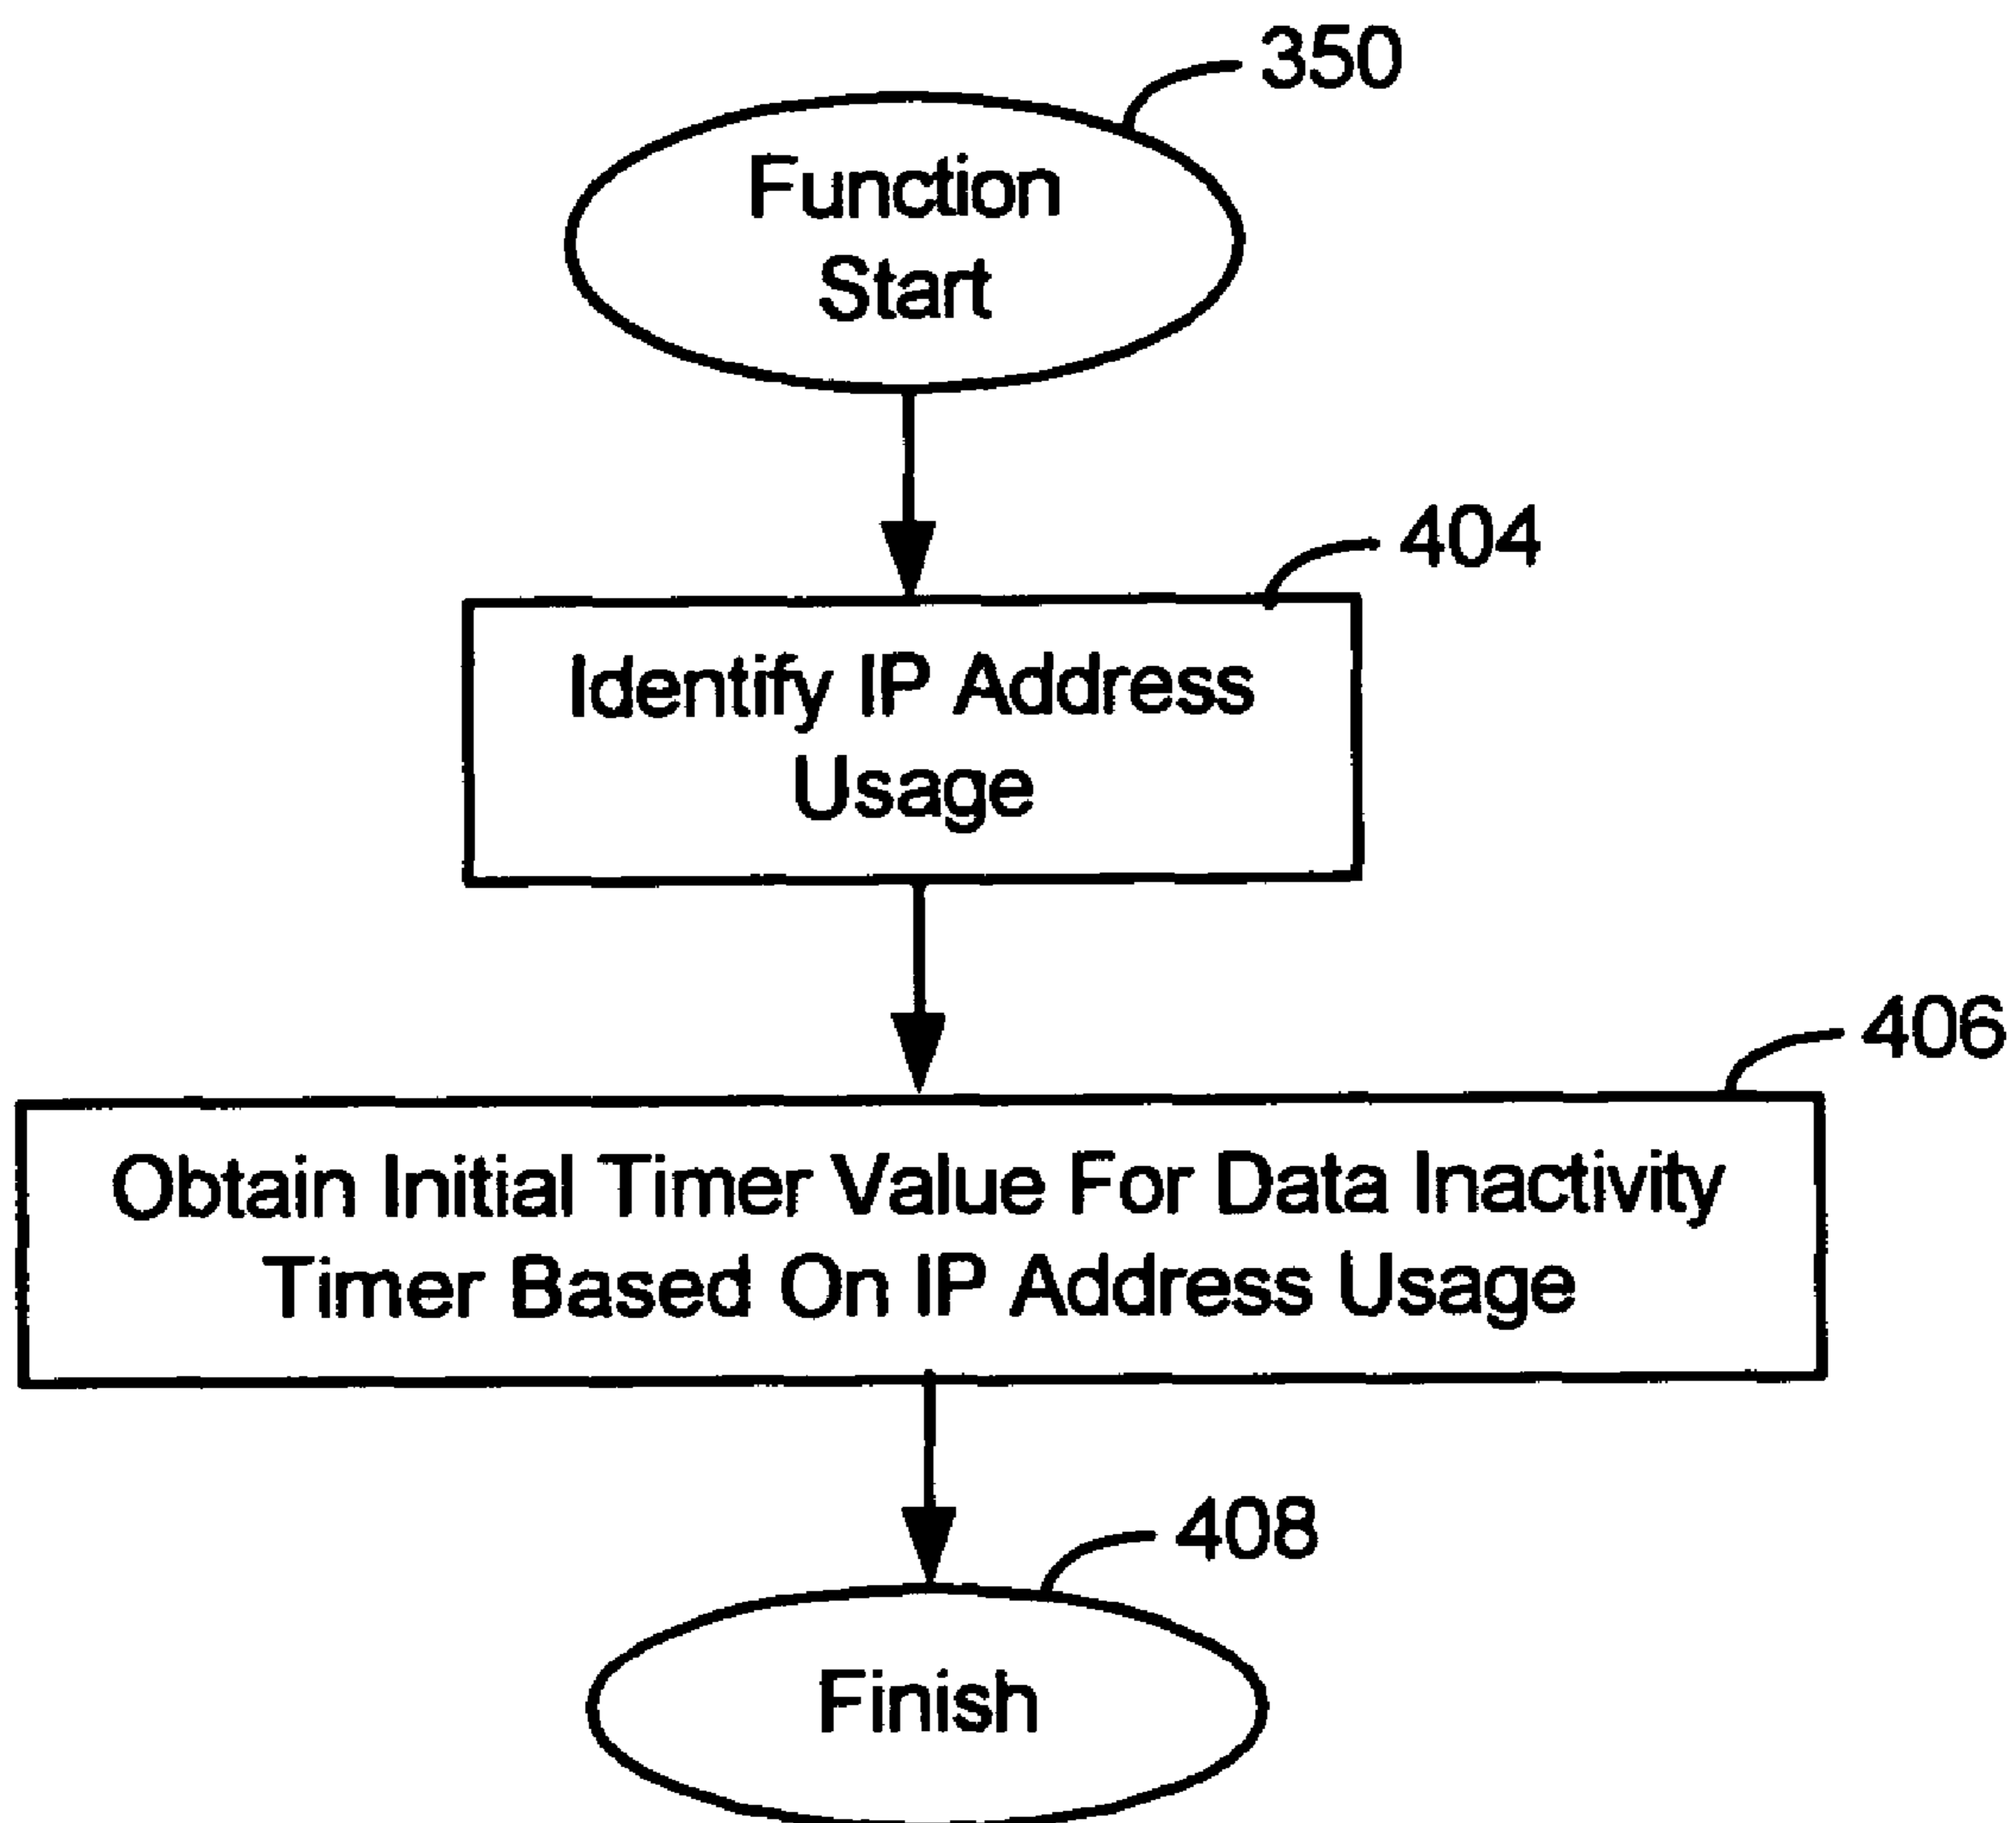 350
Function
Start
404
Identify IP Address
Usage
406
Obtain Initial Timer Value For Data Inactivity
Timer Based On IP Address Usage
408
Finish